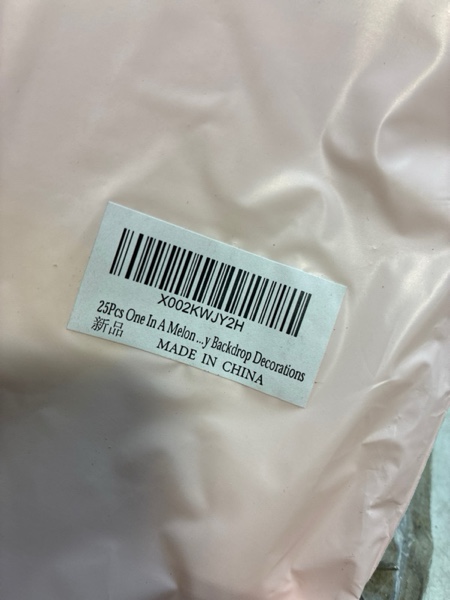 X002KWJY2H
25Pcs One In A Melon ...y Backdrop Decorations
新品
MADE IN CHINA